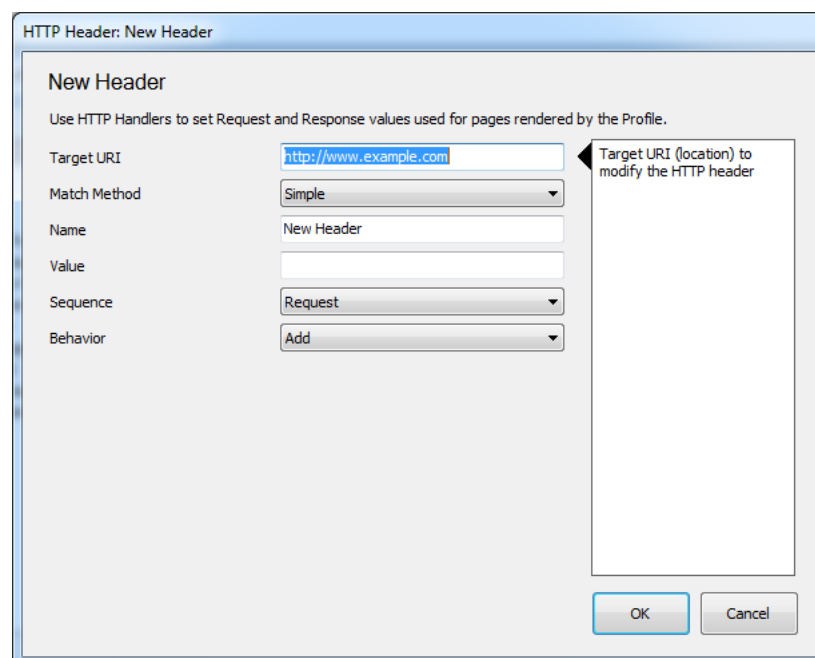 HTTP Header: New Header
New Header
Use HTTP Handlers to set Request and Response values used for pages rendered by the Profile.
Target URI
http://www.example.com
Target URI (location) to
modify the HTTP header
Match Method
Simple
Name
New Header
Value
Sequence
Request
Behavior
Add
OK
Cancel